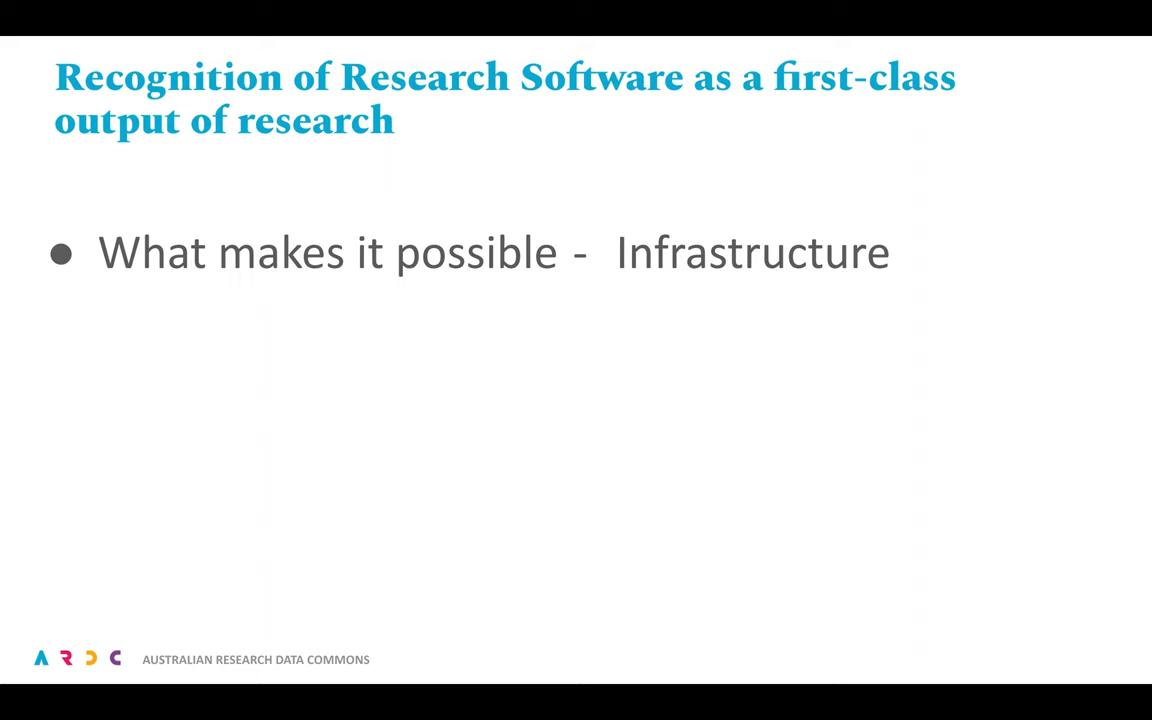 Recognition of Research Software as a first-class
output of research
● What makes it possible - Infrastructure
ARDC AUSTRALIAN RESEARCH DATA COMMONS